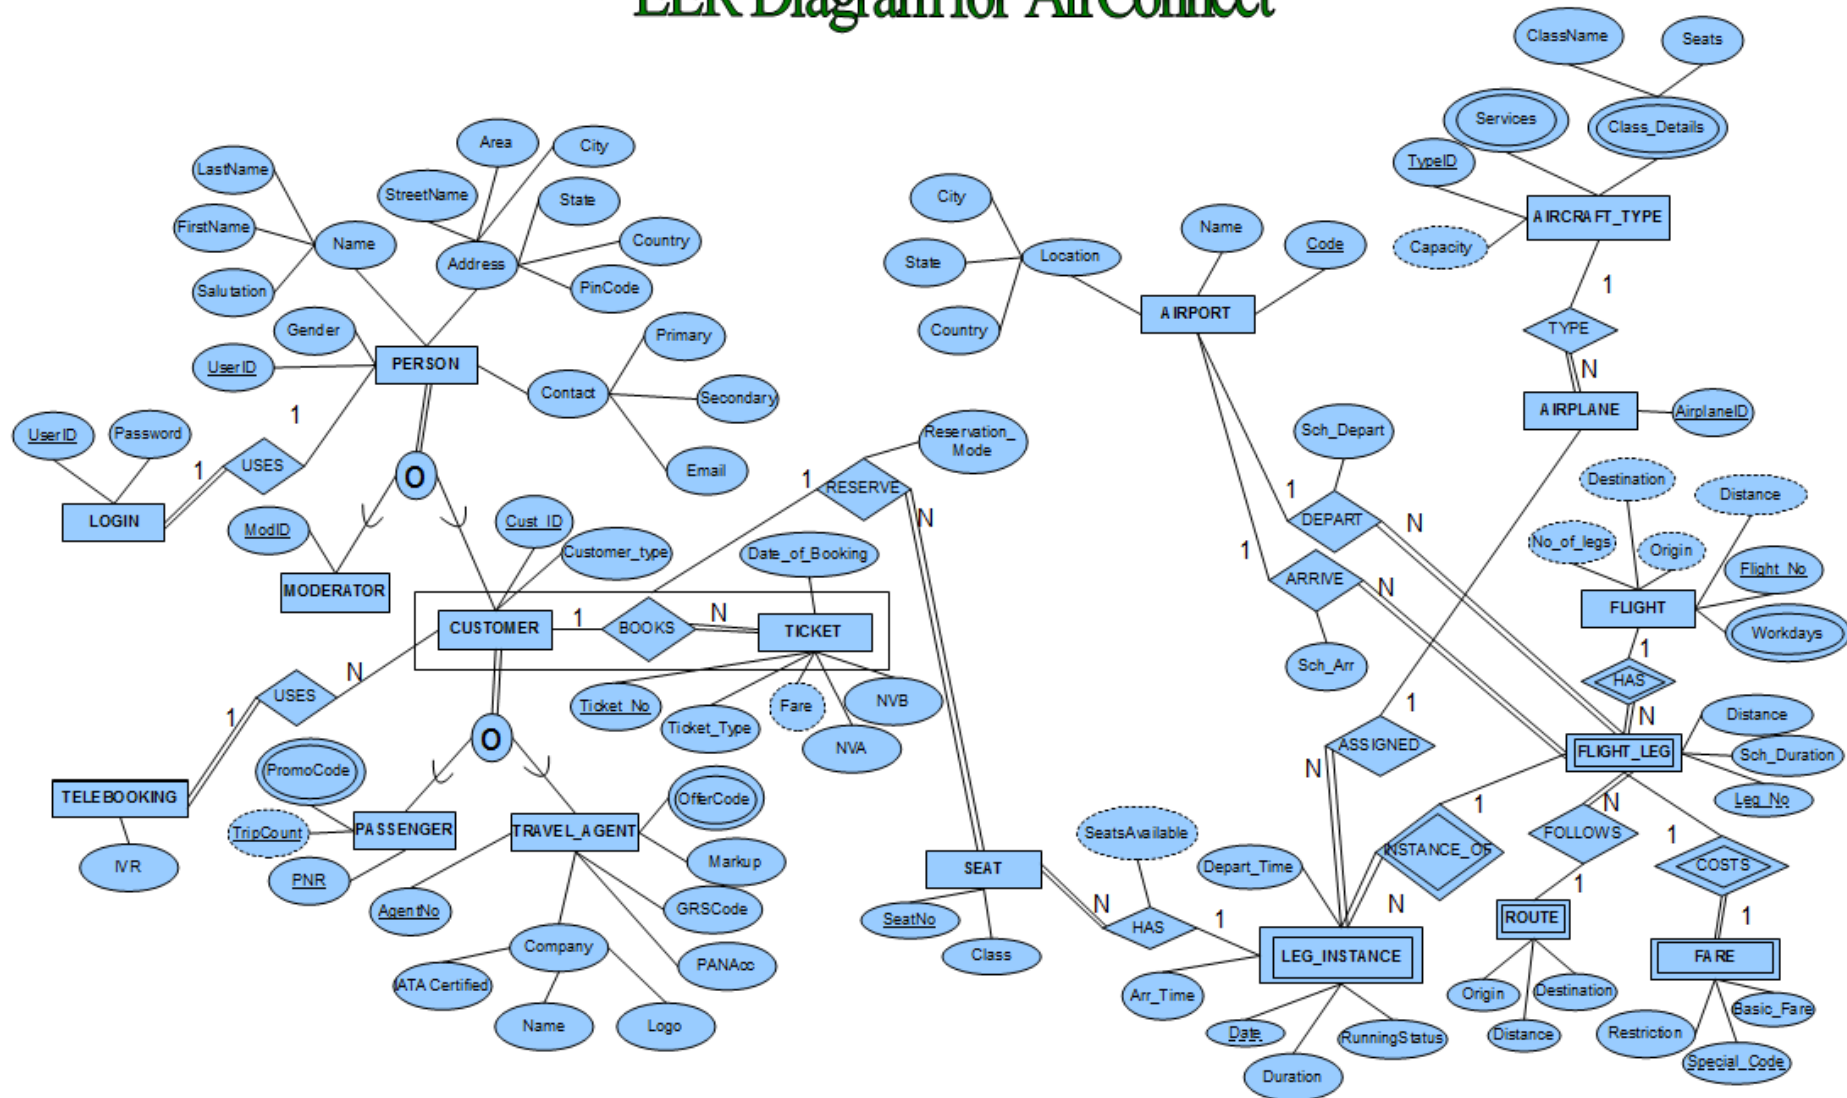 EER Diagram for AirConnect
ClassName
Seats
Services
Class_Details
TypeID
AIRCRAFT_TYPE
Capacity
1
TYPE
N
AIRPLANE
AirplaneID
Area
City
LastName
StreetName
State
FirstName
Name
Country
Address
Salutation
PinCode
Gender
Primary
UserID
PERSON
Contact
Secondary
Email
1
UserID
Password
1
USES
LOGIN
O
ModID
MODERATOR
Cust_ID
Customer_type
CUSTOMER
1
BOOKS
N
TICKET
Date_of_Booking
Ticket_No
Ticket_Type
Fare
NVA
NVB
1
RESERVE
Reservation_
Mode
N
City
State
Location
Country
Name
Code
AIRPORT
Sch_Depart
1
DEPART
N
1
ARRIVE
N
Sch_Arr
Destination
Distance
No_of_legs
Origin
Flight_No
FLIGHT
Workdays
1
HAS
N
FLIGHT_LEG
Distance
Sch_Duration
Leg_No
1
ASSIGNED
N
1
INSTANCE_OF
N
N
FOLLOWS
1
ROUTE
Origin
Destination
Distance
1
COSTS
1
FARE
Restriction
Basic_Fare
Special_Code
N
USES
1
TELEBOOKING
IVR
O
PromoCode
TripCount
PASSENGER
PNR
TRAVEL_AGENT
OfferCode
Markup
AgentNo
GRSCode
PANAcc
Company
IATA Certified
Name
Logo
SEAT
SeatNo
Class
SeatsAvailable
N
HAS
1
Depart_Time
LEG_INSTANCE
Arr_Time
Date
RunningStatus
Duration